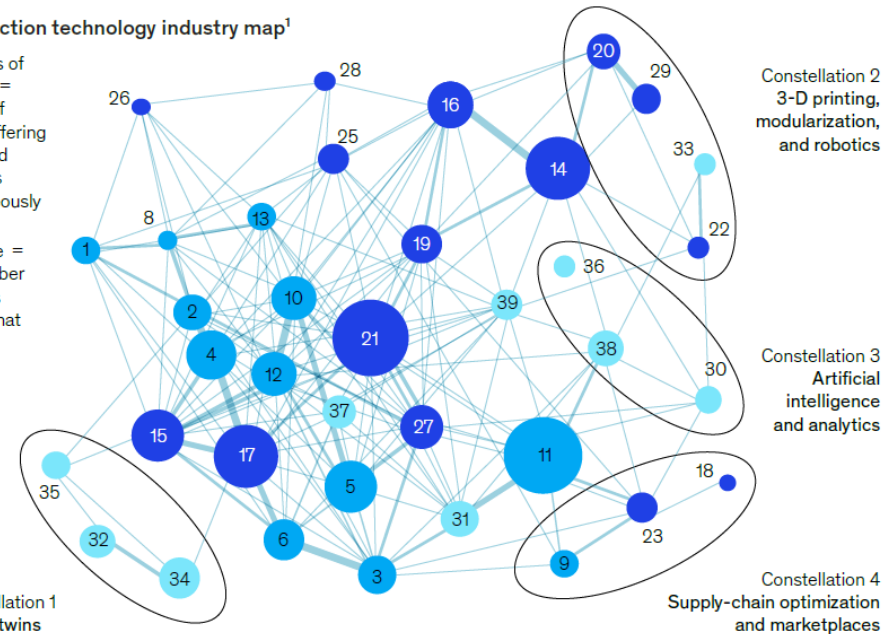 ction technology industry map¹
s of
=
f
ffering
d
s
ously
e =
ber
hat
28
26
16
20
29
Constellation 2
3-D printing,
modularization,
and robotics
25
14
33
8
13
1
19
22
36
2
10
39
21
38
4
12
30
Constellation 3
Artificial
intelligence
and analytics
37
15
27
17
11
35
18
5
31
23
32
6
34
3
9
llation 1
twins
Constellation 4
Supply-chain optimization
and marketplaces